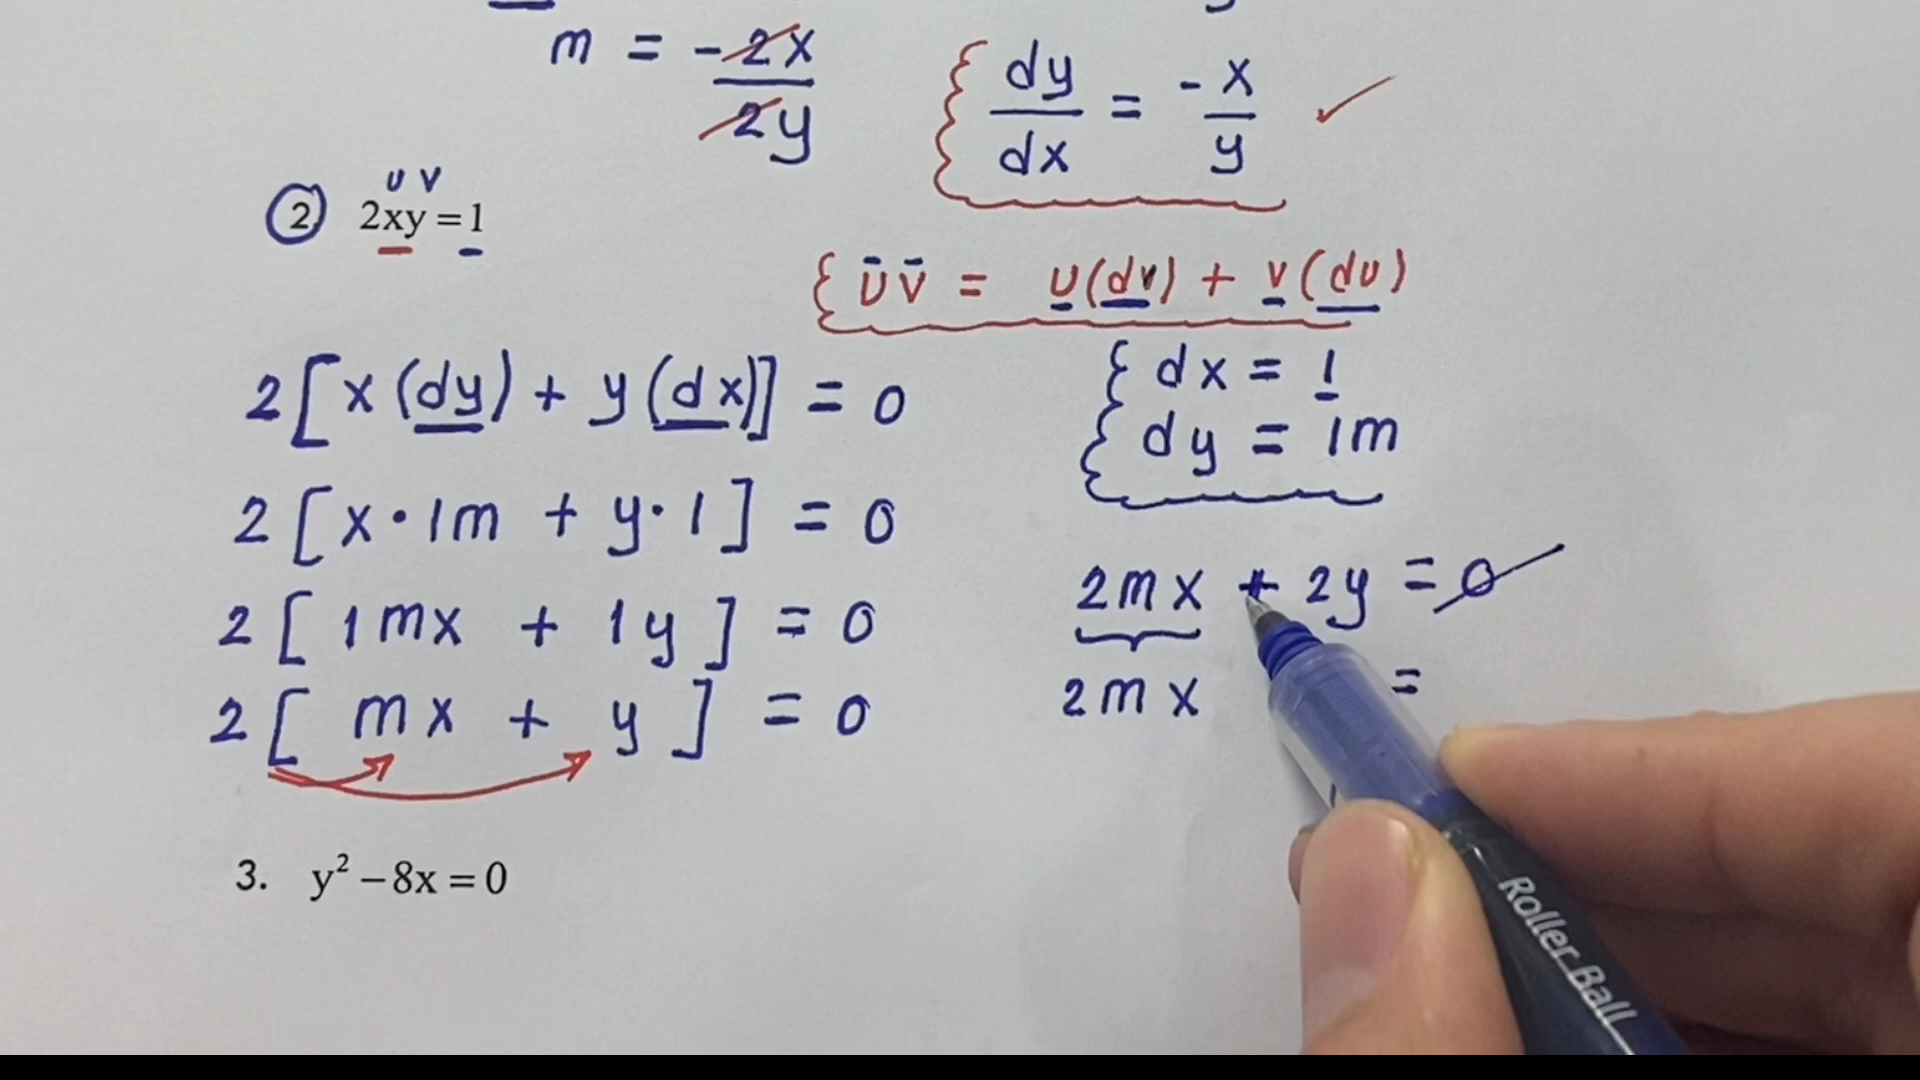 m = -2x/2y
dy/dx = -x/y ✓
u v
② 2xy = 1
{ ūv̄ = u(dv) + v(du)
2[x(dy) + y(dx)] = 0
{ dx = 1
{ dy = 1m
2[x·1m + y·1] = 0
2mx + 2y = 0
2[1mx + 1y] = 0
2mx =
2[mx + y] = 0
3. y² – 8x = 0
Roller Ball